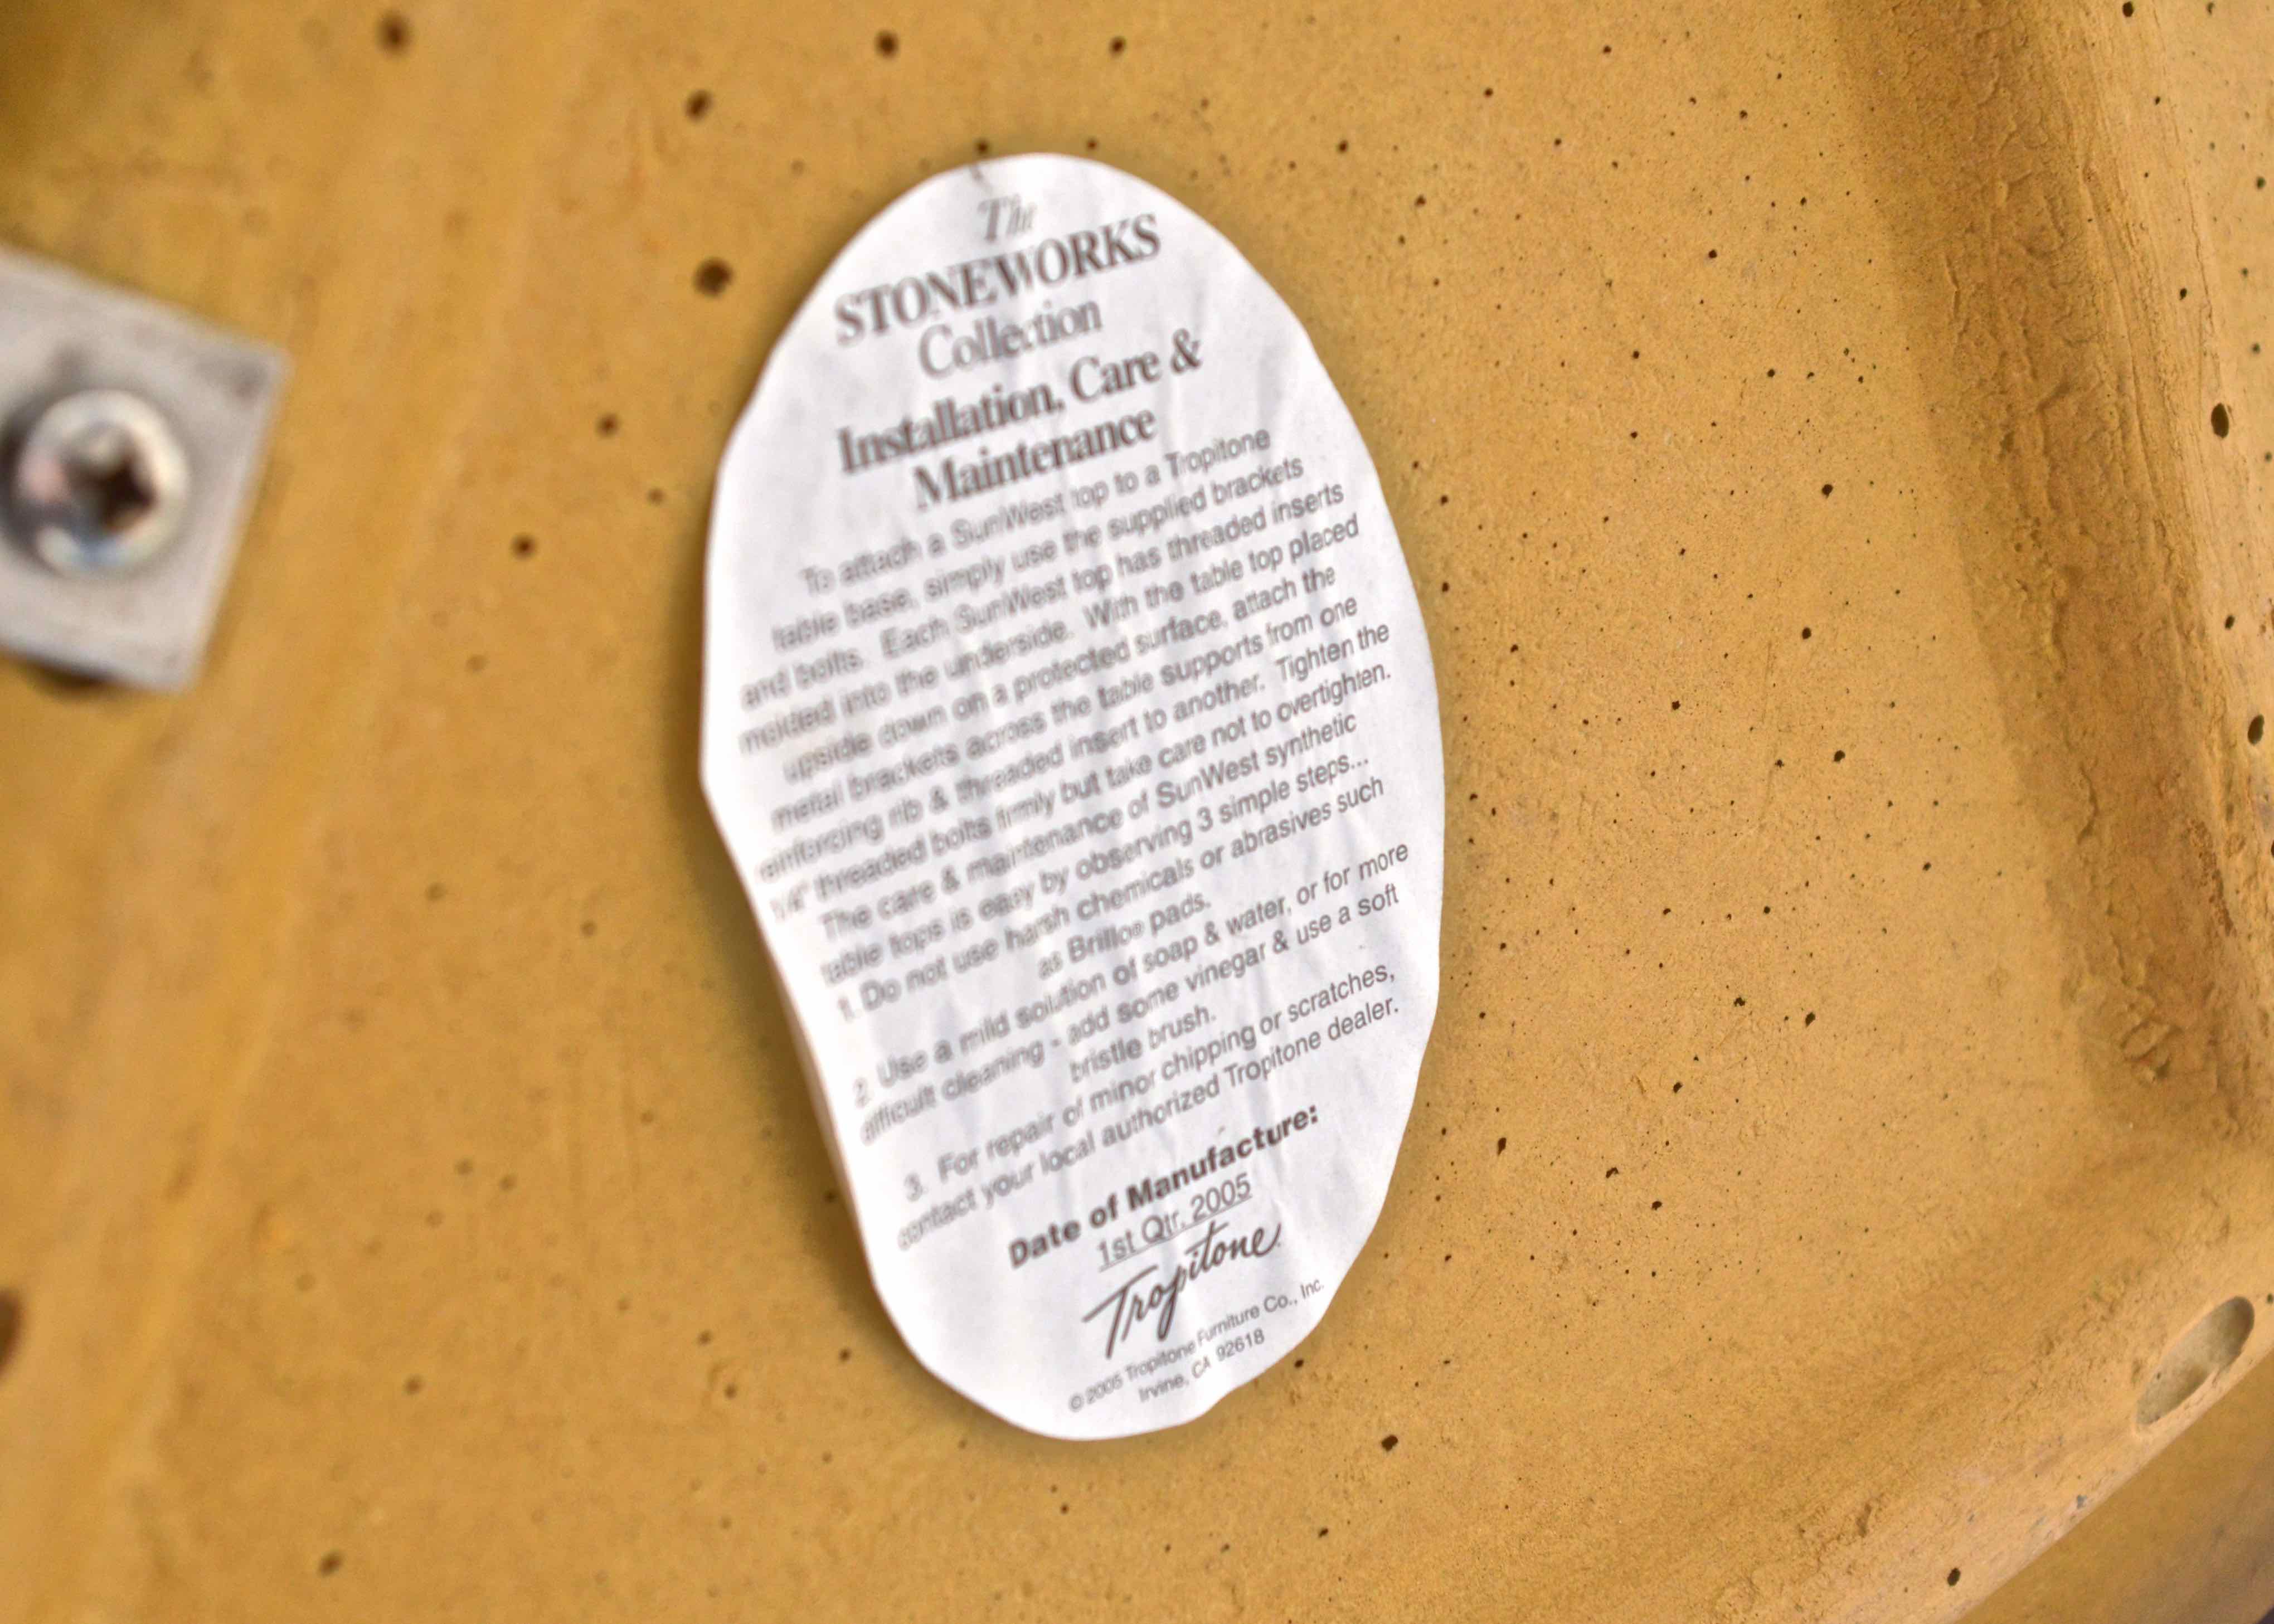 The
STONEWORKS
Collection
Installation, Care &
Maintenance
To attach a SunWest top to a Tropitone
table base, simply use the supplied brackets
and bolts. Each SunWest top has threaded inserts
molded into the underside. With the table top placed
upside down on a protected surface, attach the
metal brackets across the table supports from one
reinforcing rib & threaded insert to another. Tighten the
threaded bolts firmly but take care not to overtighten.
The care & maintenance of SunWest synthetic
table tops is easy by observing 3 simple steps...
1. Do not use harsh chemicals or abrasives such
as Brillo® pads.
2. Use a mild solution of soap & water, or for more
difficult cleaning - add some vinegar & use a soft
bristle brush.
3. For repair of minor chipping or scratches,
contact your local authorized Tropitone dealer.
Date of Manufacture:
1st Qtr. 2005
Tropitone
© 2005 Tropitone Furniture Co., Inc.
Irvine, CA 92618